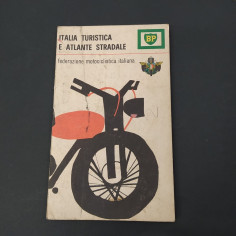 ITALIA TURISTICA
E ATLANTE STRADALE
BP
federazione motociclistica italiana